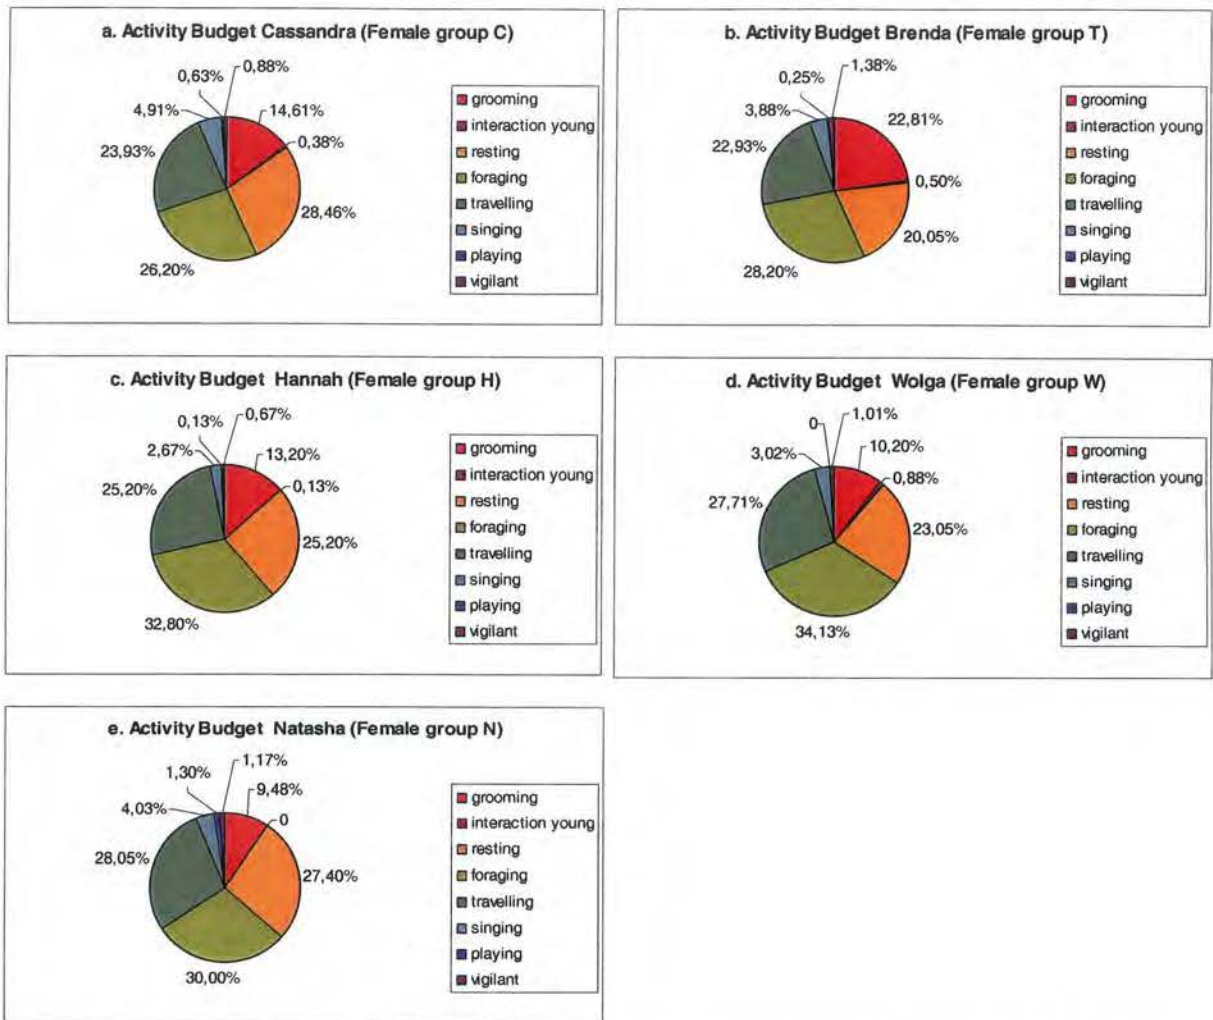 a. Activity Budget Cassandra (Female group C)
0,63%
0,88%
4,91%
14,61%
23,93%
0,38%
28,46%
26,20%
grooming
interaction young
resting
foraging
travelling
singing
playing
vigilant
b. Activity Budget Brenda (Female group T)
0,25%
1,38%
3,88%
22,81%
22,93%
0,50%
20,05%
28,20%
grooming
interaction young
resting
foraging
travelling
singing
playing
vigilant
c. Activity Budget Hannah (Female group H)
0,13%
0,67%
2,67%
13,20%
25,20%
0,13%
25,20%
32,80%
grooming
interaction young
resting
foraging
travelling
singing
playing
vigilant
d. Activity Budget Wolga (Female group W)
0
1,01%
3,02%
10,20%
27,71%
0,88%
23,05%
34,13%
grooming
interaction young
resting
foraging
travelling
singing
playing
vigilant
e. Activity Budget Natasha (Female group N)
1,30%
1,17%
4,03%
9,48%
28,05%
0
27,40%
30,00%
grooming
interaction young
resting
foraging
travelling
singing
playing
vigilant